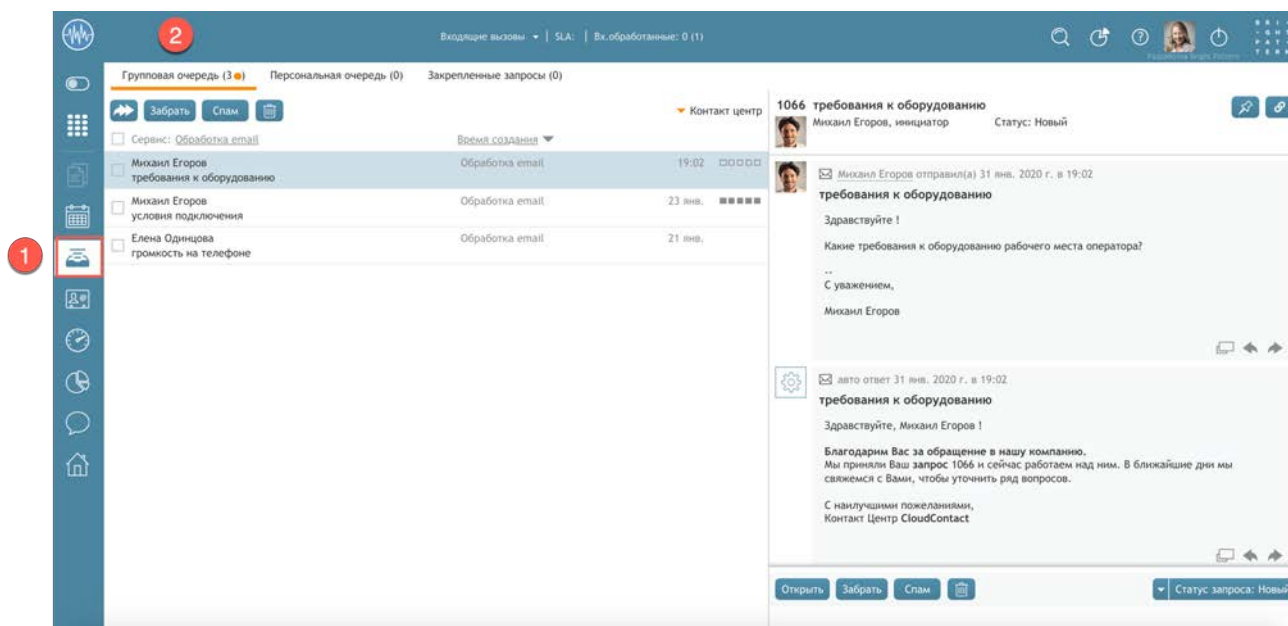 2
Входящие вызовы | SLA: | Вх.обработанные: 0 (1)
Групповая очередь (3) Персональная очередь (0) Закрепленные запросы (0)
Забрать Спам Контакт центр
Сервис: Обработка email Время создания
Михаил Егоров Обработка email 19:02
требования к оборудованию
Михаил Егоров Обработка email 23 янв.
условия подключения
1
Елена Одинцова Обработка email 21 янв.
громкость на телефоне
1066 требования к оборудованию
Михаил Егоров, инициатор Статус: Новый
Михаил Егоров отправил(а) 31 янв. 2020 г. в 19:02
требования к оборудованию
Здравствуйте !
Какие требования к оборудованию рабочего места оператора?
--
С уважением,
Михаил Егоров
авто ответ 31 янв. 2020 г. в 19:02
требования к оборудованию
Здравствуйте, Михаил Егоров !
Благодарим Вас за обращение в нашу компанию.
Мы приняли Ваш запрос 1066 и сейчас работаем над ним. В ближайшие дни мы
свяжемся с Вами, чтобы уточнить ряд вопросов.
С наилучшими пожеланиями,
Контакт Центр CloudContact
Открыть Забрать Спам Статус запроса: Новый